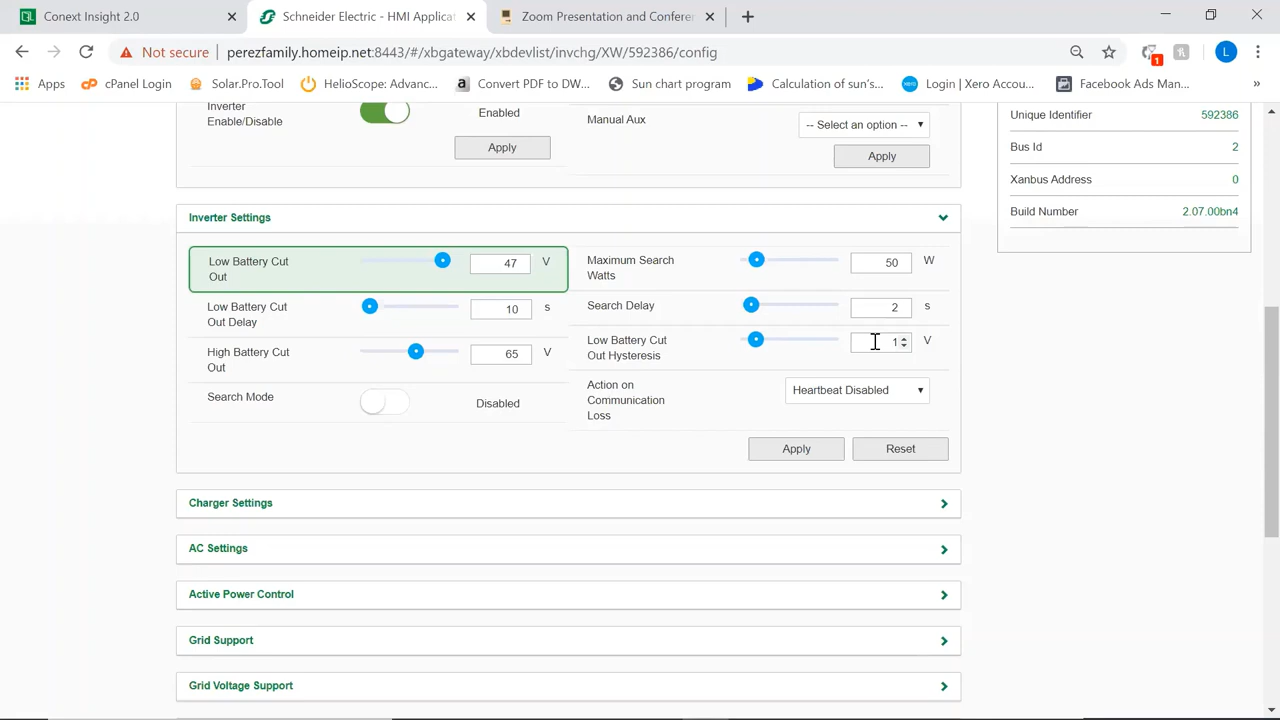 Conext Insight 2.0
Schneider Electric - HMI Applicat
Zoom Presentation and Conferen
Not secure
perezfamily.homeip.net:8443/#/xbgateway/xbdevlist/invchg/XW/592386/config
L
1
Apps
cPanel Login
Solar.Pro.Tool
HelioScope: Advanc...
Convert PDF to DW...
Sun chart program
Calculation of sun's...
Login | Xero Accou...
Facebook Ads Man...
»
Inverter
Enable/Disable
Enabled
Apply
Manual Aux
-- Select an option --
Apply
Unique Identifier 592386
Bus Id 2
Xanbus Address 0
Build Number 2.07.00bn4
Inverter Settings
Low Battery Cut
Out
47 V
Low Battery Cut
Out Delay
10 s
High Battery Cut
Out
65 V
Search Mode
Disabled
Maximum Search
Watts
50 W
Search Delay
2 s
Low Battery Cut
Out Hysteresis
1 V
Action on
Communication
Loss
Heartbeat Disabled
Apply
Reset
Charger Settings
AC Settings
Active Power Control
Grid Support
Grid Voltage Support